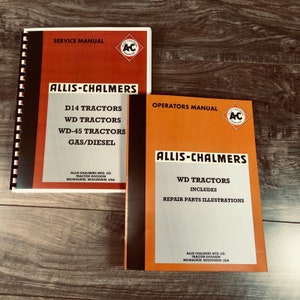 SERVICE MANUAL
A-C
ALLIS-CHALMERS
D14 TRACTORS
WD TRACTORS
WD-45 TRACTORS
GAS/DIESEL
ALLIS-CHALMERS MFG. CO.
TRACTOR DIVISION
MILWAUKEE, WISCONSIN, USA
OPERATORS MANUAL
A-C
ALLIS-CHALMERS
WD TRACTORS
INCLUDES
REPAIR PARTS ILLUSTRATIONS
ALLIS-CHALMERS MFG. CO.
TRACTOR DIVISION
MILWAUKEE, WISCONSIN, USA